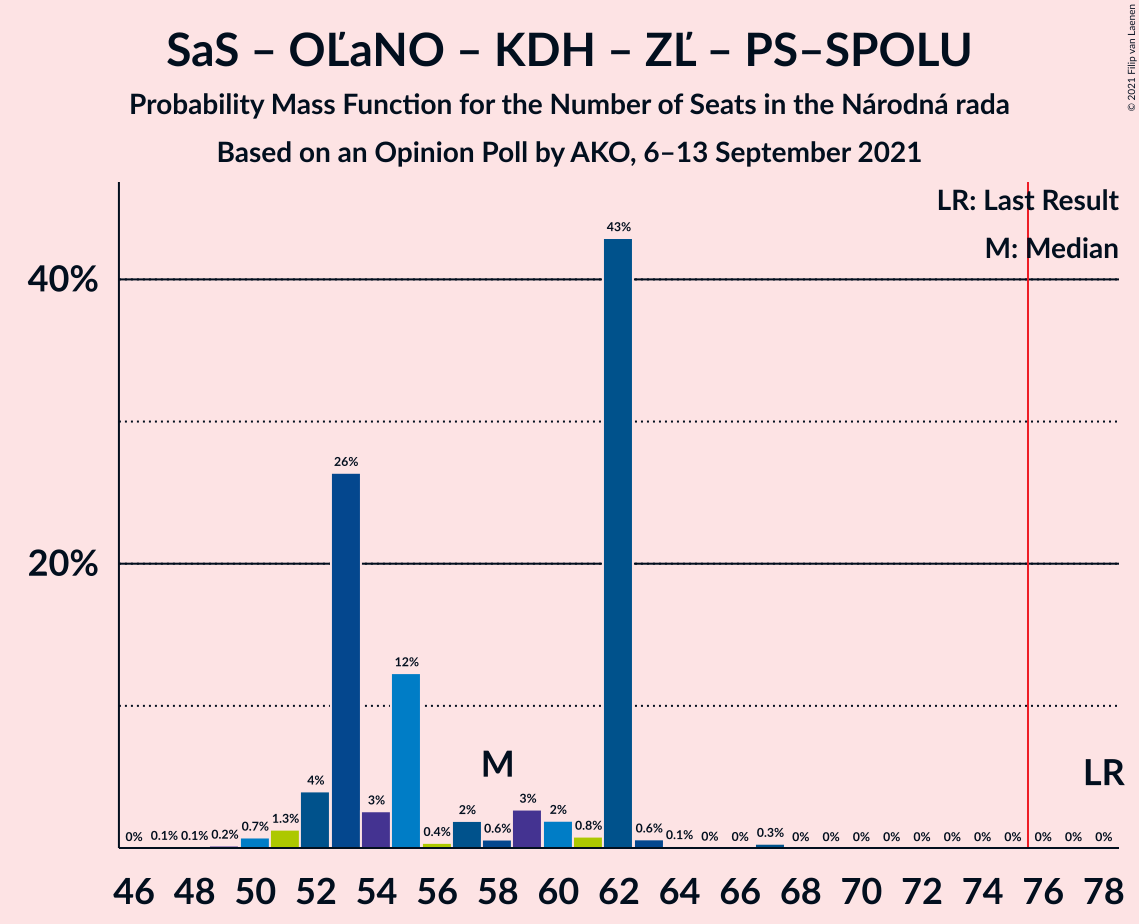 SaS – OĽaNO – KDH – ZĽ – PS–SPOLU
Probability Mass Function for the Number of Seats in the Národná rada
Based on an Opinion Poll by AKO, 6–13 September 2021
© 2021 Filip van Laenen
LR: Last Result
M: Median
40%
20%
0% 0.1% 0.1% 0.2% 0.7% 1.3% 4% 26% 3% 12% 0.4% 2% 0.6% 3% 2% 0.8% 43% 0.6% 0.1% 0% 0% 0.3% 0% 0% 0% 0% 0% 0% 0% 0% 0% 0% 0%
M
LR
46 48 50 52 54 56 58 60 62 64 66 68 70 72 74 76 78